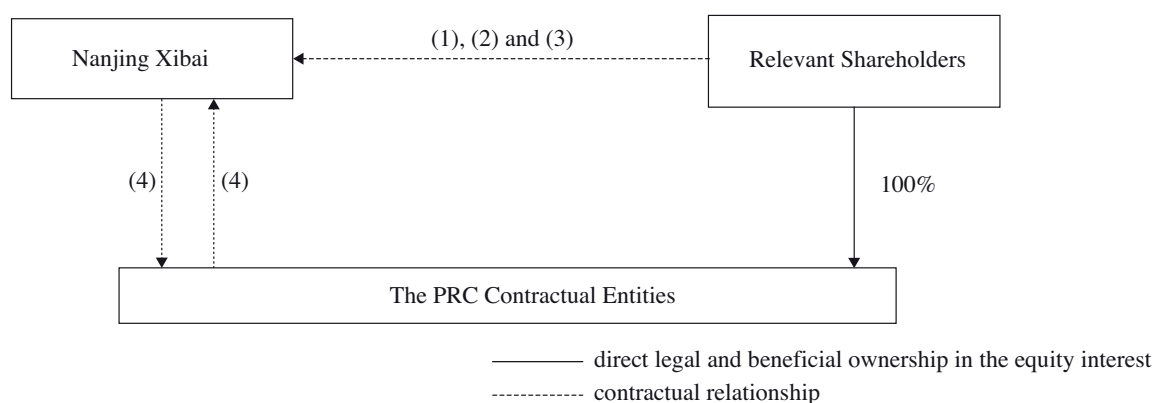 (1), (2) and (3)
Nanjing Xibai
Relevant Shareholders
(4)
(4)
100%
The PRC Contractual Entities
direct legal and beneficial ownership in the equity interest
contractual relationship